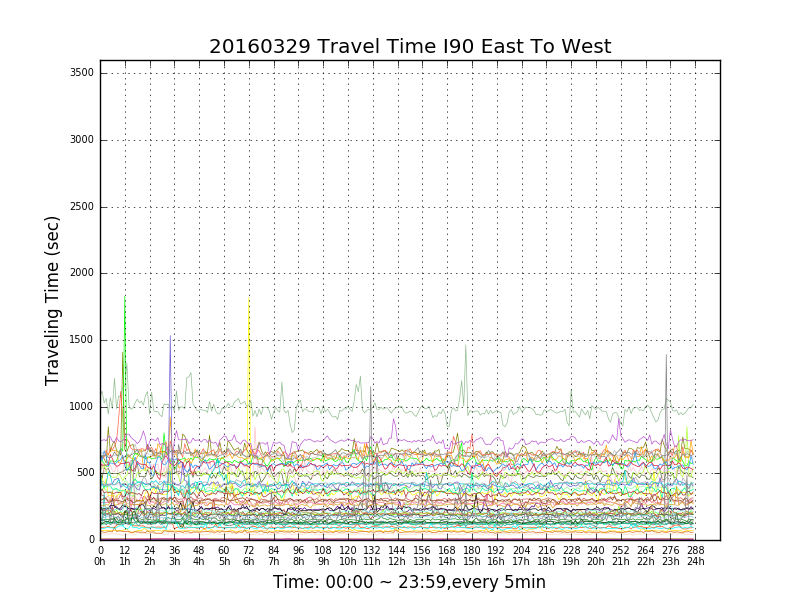 20160329 Travel Time I90 East To West
Traveling Time (sec)
3500
3000
2500
2000
1500
1000
500
0
0 12 24 36 48 60 72 84 96 108 120 132 144 156 168 180 192 204 216 228 240 252 264 276 288
0h 1h 2h 3h 4h 5h 6h 7h 8h 9h 10h 11h 12h 13h 14h 15h 16h 17h 18h 19h 20h 21h 22h 23h 24h
Time: 00:00 ~ 23:59,every 5min